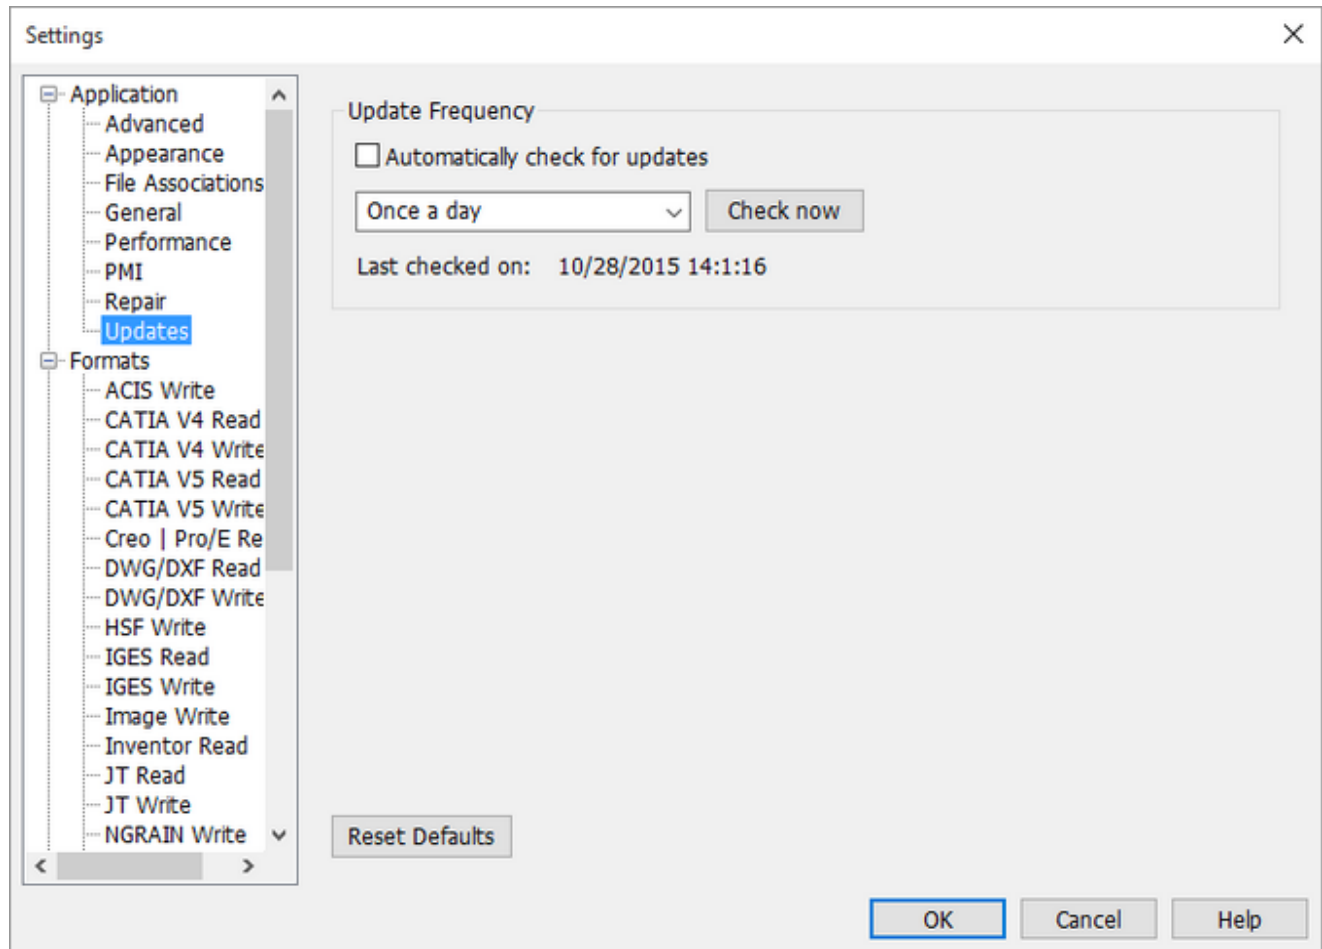 Settings
Application
Advanced
Appearance
File Associations
General
Performance
PMI
Repair
Updates
Formats
ACIS Write
CATIA V4 Read
CATIA V4 Write
CATIA V5 Read
CATIA V5 Write
Creo | Pro/E Re
DWG/DXF Read
DWG/DXF Write
HSF Write
IGES Read
IGES Write
Image Write
Inventor Read
JT Read
JT Write
NGRAIN Write
Update Frequency
Automatically check for updates
Once a day
Check now
Last checked on: 10/28/2015 14:1:16
Reset Defaults
OK
Cancel
Help